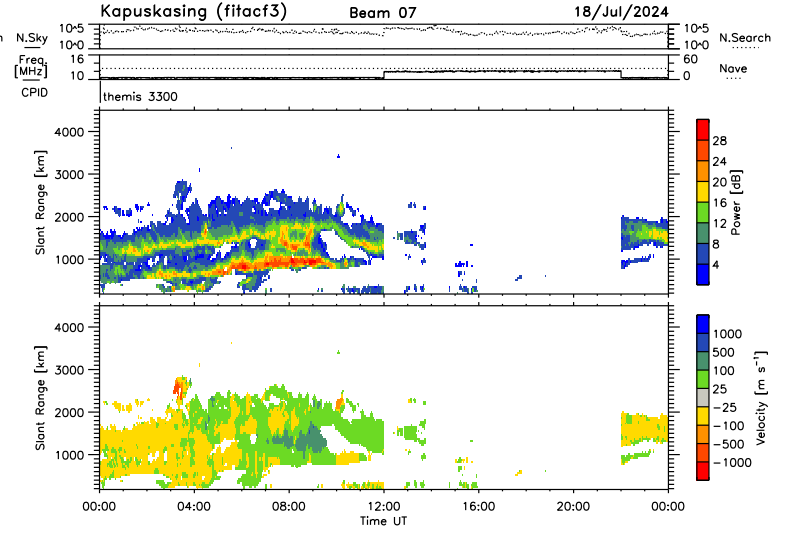 Kapuskasing (fitacf3) Beam 07 18/Jul/2024
N.Sky 10^5 10^5 N.Search
10^0 10^0
Freq. 16 60
[MHz] 10 0 Nave
CPID themis 3300
4000
3000
2000
1000
Slant Range [km]
28
24
20
16
12
8
4
Power [dB]
4000
3000
2000
1000
Slant Range [km]
1000
500
100
25
-25
-100
-500
-1000
Velocity [m s⁻¹]
00:00 04:00 08:00 12:00 16:00 20:00 00:00
Time UT